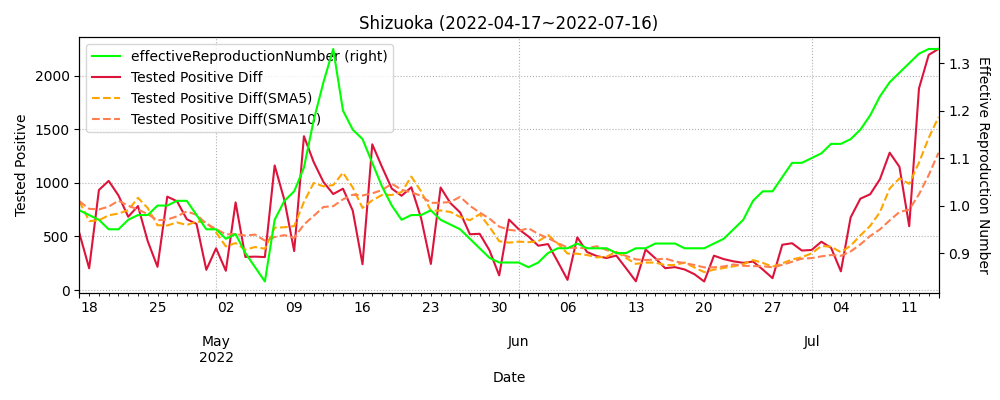 Shizuoka (2022-04-17~2022-07-16)
effectiveReproductionNumber (right)
Tested Positive Diff
Tested Positive Diff(SMA5)
Tested Positive Diff(SMA10)
Tested Positive
2000
1500
1000
500
0
Effective Reproduction Number
1.3
1.2
1.1
1.0
0.9
18 25 02 09 16 23 06 13 20 27 04 11
May Jun Jul
2022
Date